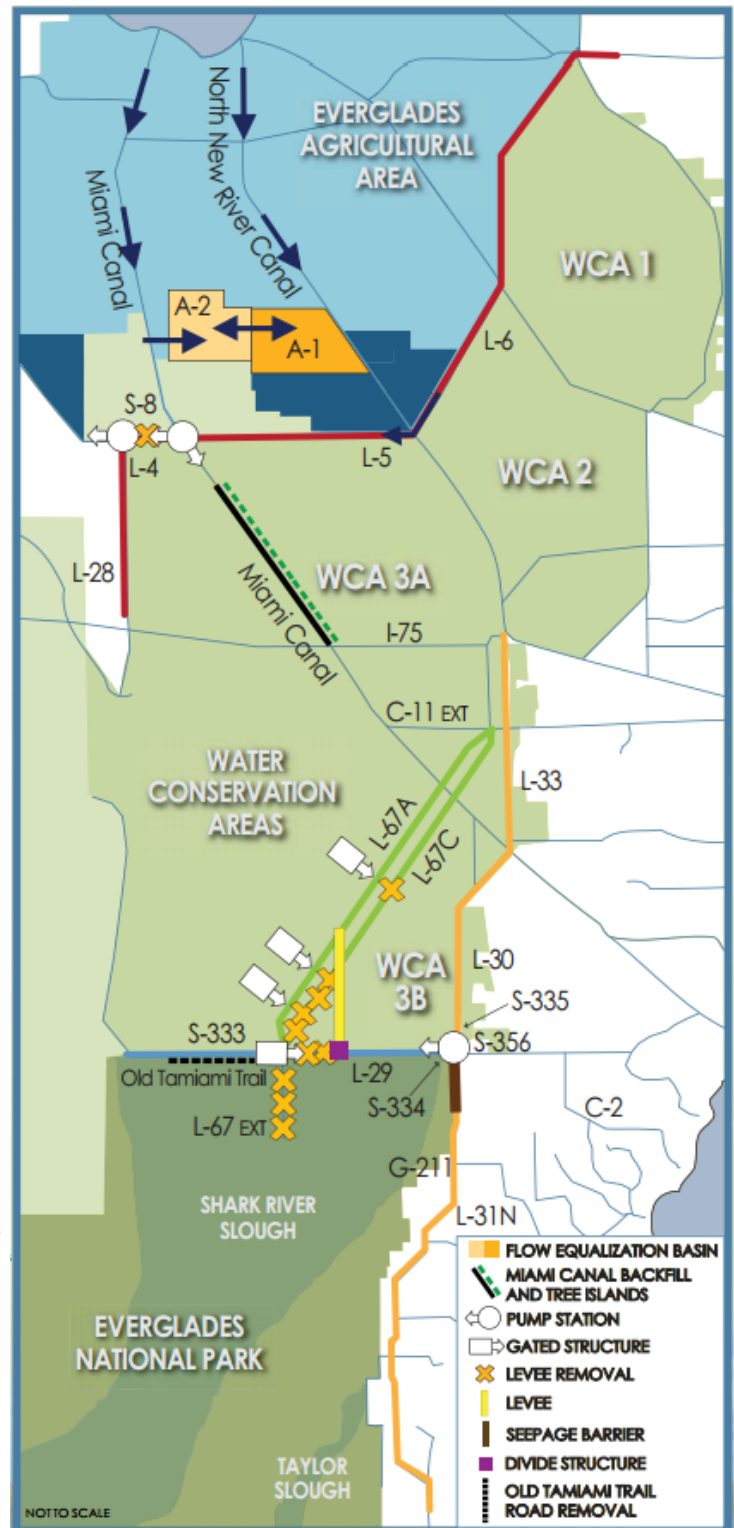 EVERGLADES
AGRICULTURAL
AREA
North New River Canal
Miami Canal
WCA 1
A-2
A-1
L-6
S-8
L-4
L-5
WCA 2
L-28
WCA 3A
Miami Canal
I-75
C-11 EXT
WATER
CONSERVATION
AREAS
L-33
L-67A
L-67C
WCA
3B
L-30
S-335
S-333
S-356
Old Tamiami Trail
L-29
S-334
C-2
L-67 EXT
G-211
SHARK RIVER
SLOUGH
L-31N
EVERGLADES
NATIONAL PARK
TAYLOR
SLOUGH
FLOW EQUALIZATION BASIN
MIAMI CANAL BACKFILL
AND TREE ISLANDS
PUMP STATION
GATED STRUCTURE
LEVEE REMOVAL
LEVEE
SEEPAGE BARRIER
DIVIDE STRUCTURE
OLD TAMIAMI TRAIL
ROAD REMOVAL
NOT TO SCALE